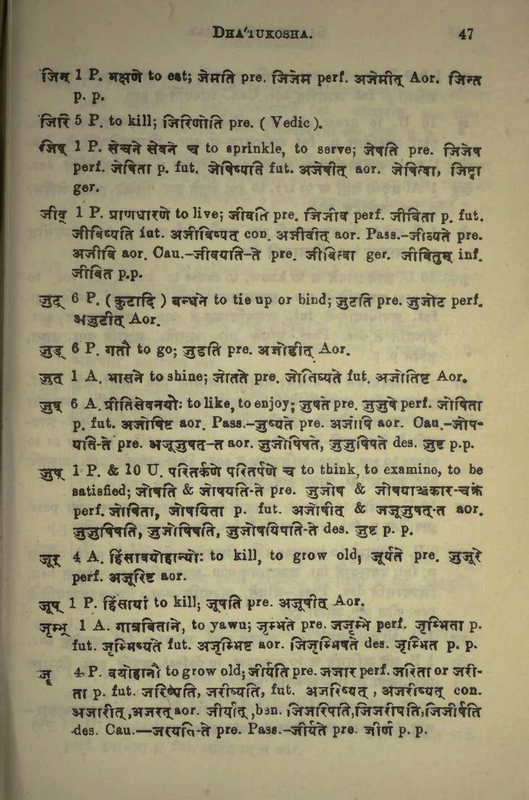 DHA'TUKOSHA. 47
जिम् 1 P. भक्षणे to eat; जेमति pre. जिजेम perf. अजेमीत् Aor. जिन्त
p. p.
जिरि 5 P. to kill; जिरिणोति pre. ( Vedic ).
जिष् 1 P. सेचने सेवने च to sprinkle, to serve; जेषति pre. जिजेष
perf. जेषिता p. fut. जेषिष्यति fut. अजेषीत् aor. जेषित्वा, जिष्ट्वा
ger.
जीव् 1 P. प्राणधारणे to live; जीवति pre. जिजीव perf. जीविता p. fut.
जीविष्यति fut. अजीविष्यत् con. अजीवीत् aor. Pass.–जीव्यते pre.
अजीवि aor. Cau.–जीवयति-ते pre. जीवित्वा ger. जीवितुम् inf.
जीवित p.p.
जुट् 6 P. (कुटादि) बन्धने to tie up or bind; जुटति pre. जुजोट perf.
अजुटीत् Aor.
जुड् 6 P. गतौ to go; जुडति pre. अजोडीत् Aor.
जुत् 1 A. भासने to shine; जोतते pre. जोतिष्यते fut. अजोतिष्ट Aor.
जुष् 6 A. प्रीतिसेवनयोः to like, to enjoy; जुषते pre. जुजुषे perf. जोषिता
p. fut. अजोषिष्ट aor. Pass.–जुष्यते pre. अजोषि aor. Cau.–जोष-
यति-ते pre. अजूजुषत्-त aor. जुजोषिषते, जुजुषिषते des. जुष्ट p.p.
जुष् 1 P. & 10 U. परितर्कणे परितर्पणे च to think, to examine, to be
satisfied; जोषति & जोषयति-ते pre. जुजोष & जोषयाञ्चकार-चक्रे
perf. जोषिता, जोषयिता p. fut. अजोषीत् & अजूजुषत्-त aor.
जुजुषिषति, जुजोषिषति, जुजोषयिषति-ते des. जुष्ट p. p.
जूर् 4 A. हिंसावयोहान्योः to kill, to grow old, जूर्यते pre. जुजूरे
perf. अजूरिष्ट aor.
जूष् 1 P. हिंसायां to kill; जूषति pre. अजूषीत् Aor.
जृम्भ् 1 A. गात्रविनामे, to yawu; जृम्भते pre. जजृम्भे perf. जृम्भिता p.
fut. जृम्भिष्यते fut. अजृम्भिष्ट aor. जिजृम्भिषते des. जृम्भित p. p.
जॄ 4 P. वयोहानौ to grow old; जीर्यति pre. जजार perf. जरिता or जरी-
ता p. fut. जरिष्यति, जरीष्यति, fut. अजरिष्यत्, अजरीष्यत् con.
अजारीत्, अजरत् aor. जीर्यात्, ben. जिजरिषति, जिजरीषति, जिजीर्षति
des. Cau.—जरयति-ते pre. Pass.–जीर्यते pre. जीर्ण p. p.